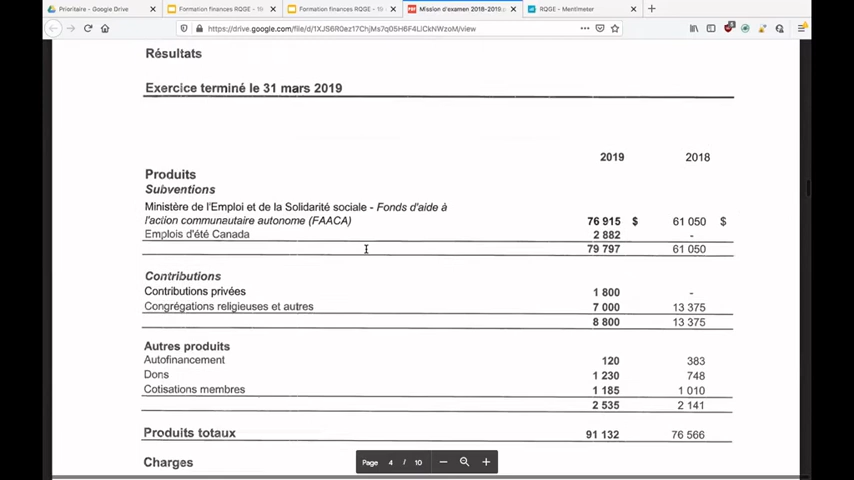 Prioritaire - Google Drive
Formation finances RQGE - 1
Formation finances RQGE - 19
Mission d'examen 2018-2019
RQGE - Mentimeter
https://drive.google.com/file/d/1XJS6R0ez17ChjMs7q05H6F4LICkNWzoM/view
Résultats
Exercice terminé le 31 mars 2019
2019 2018
Produits
Subventions
Ministère de l'Emploi et de la Solidarité sociale - Fonds d'aide à
l'action communautaire autonome (FAACA) 76 915 $ 61 050 $
Emplois d'été Canada 2 882 -
79 797 61 050
Contributions
Contributions privées 1 800 -
Congrégations religieuses et autres 7 000 13 375
8 800 13 375
Autres produits
Autofinancement 120 383
Dons 1 230 748
Cotisations membres 1 185 1 010
2 535 2 141
Produits totaux 91 132 76 566
Charges
Page 4 / 10